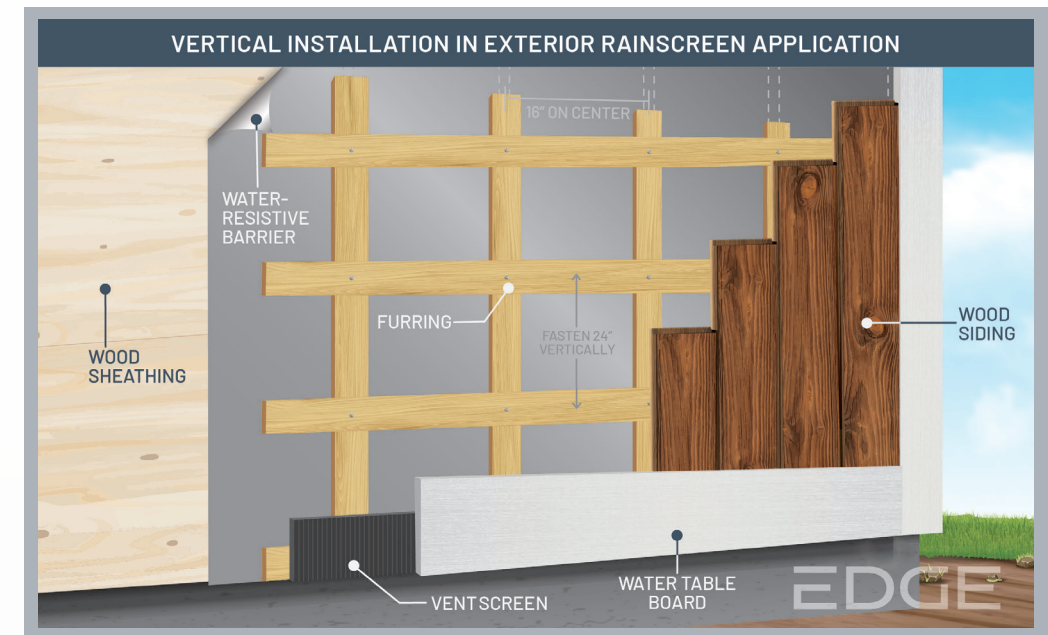 VERTICAL INSTALLATION IN EXTERIOR RAINSCREEN APPLICATION
16" ON CENTER
WATER-
RESISTIVE
BARRIER
FURRING
FASTEN 24"
VERTICALLY
WOOD
SIDING
WOOD
SHEATHING
VENT SCREEN
WATER TABLE
BOARD
EDGE